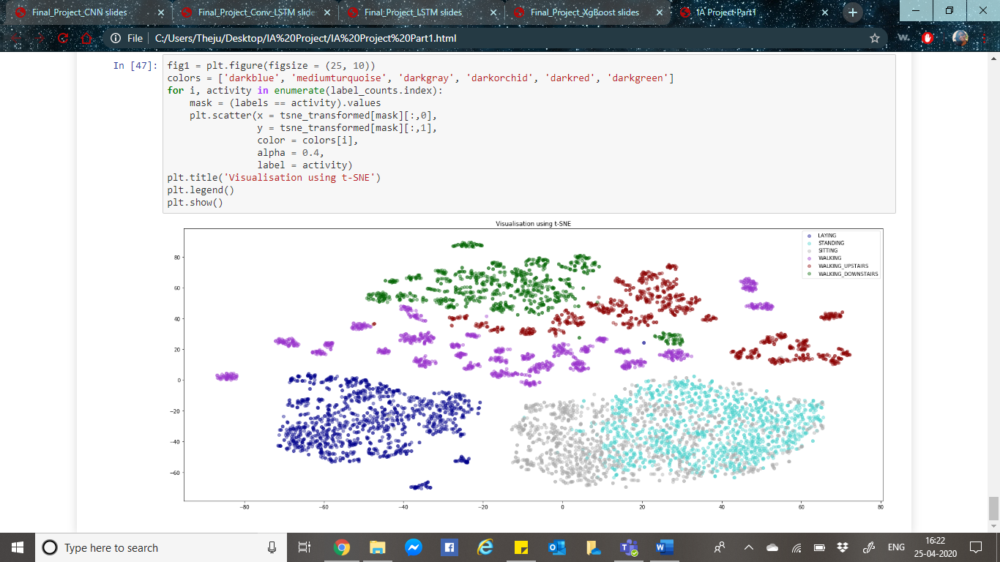 Final_Project_CNN slides
Final_Project_Conv_LSTM slide
Final_Project_LSTM slides
Final_Project_XgBoost slides
IA Project Part1
File
C:/Users/Theju/Desktop/IA%20Project/IA%20Project%20Part1.html
W.
In [47]:
fig1 = plt.figure(figsize = (25, 10))
colors = ['darkblue', 'mediumturquoise', 'darkgray', 'darkorchid', 'darkred', 'darkgreen']
for i, activity in enumerate(label_counts.index):
    mask = (labels == activity).values
    plt.scatter(x = tsne_transformed[mask][:,0],
                y = tsne_transformed[mask][:,1],
                color = colors[i],
                alpha = 0.4,
                label = activity)
plt.title('Visualisation using t-SNE')
plt.legend()
plt.show()
Visualisation using t-SNE
LAYING
STANDING
SITTING
WALKING
WALKING_UPSTAIRS
WALKING_DOWNSTAIRS
80
60
40
20
0
−20
−40
−60
−80 −60 −40 −20 0 20 40 60 80
Type here to search
ENG
16:22
25-04-2020